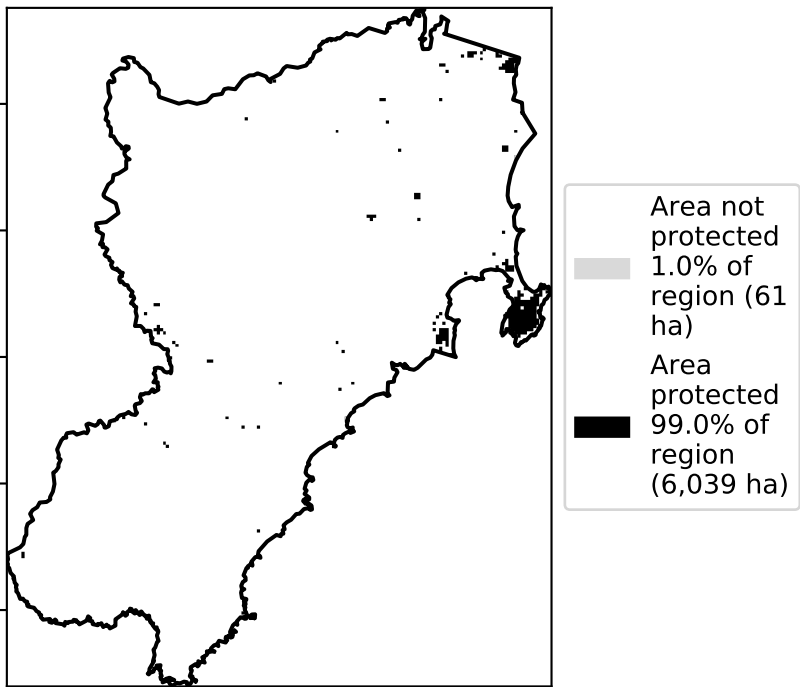 Area not
protected
1.0% of
region (61
ha)
Area
protected
99.0% of
region
(6,039 ha)